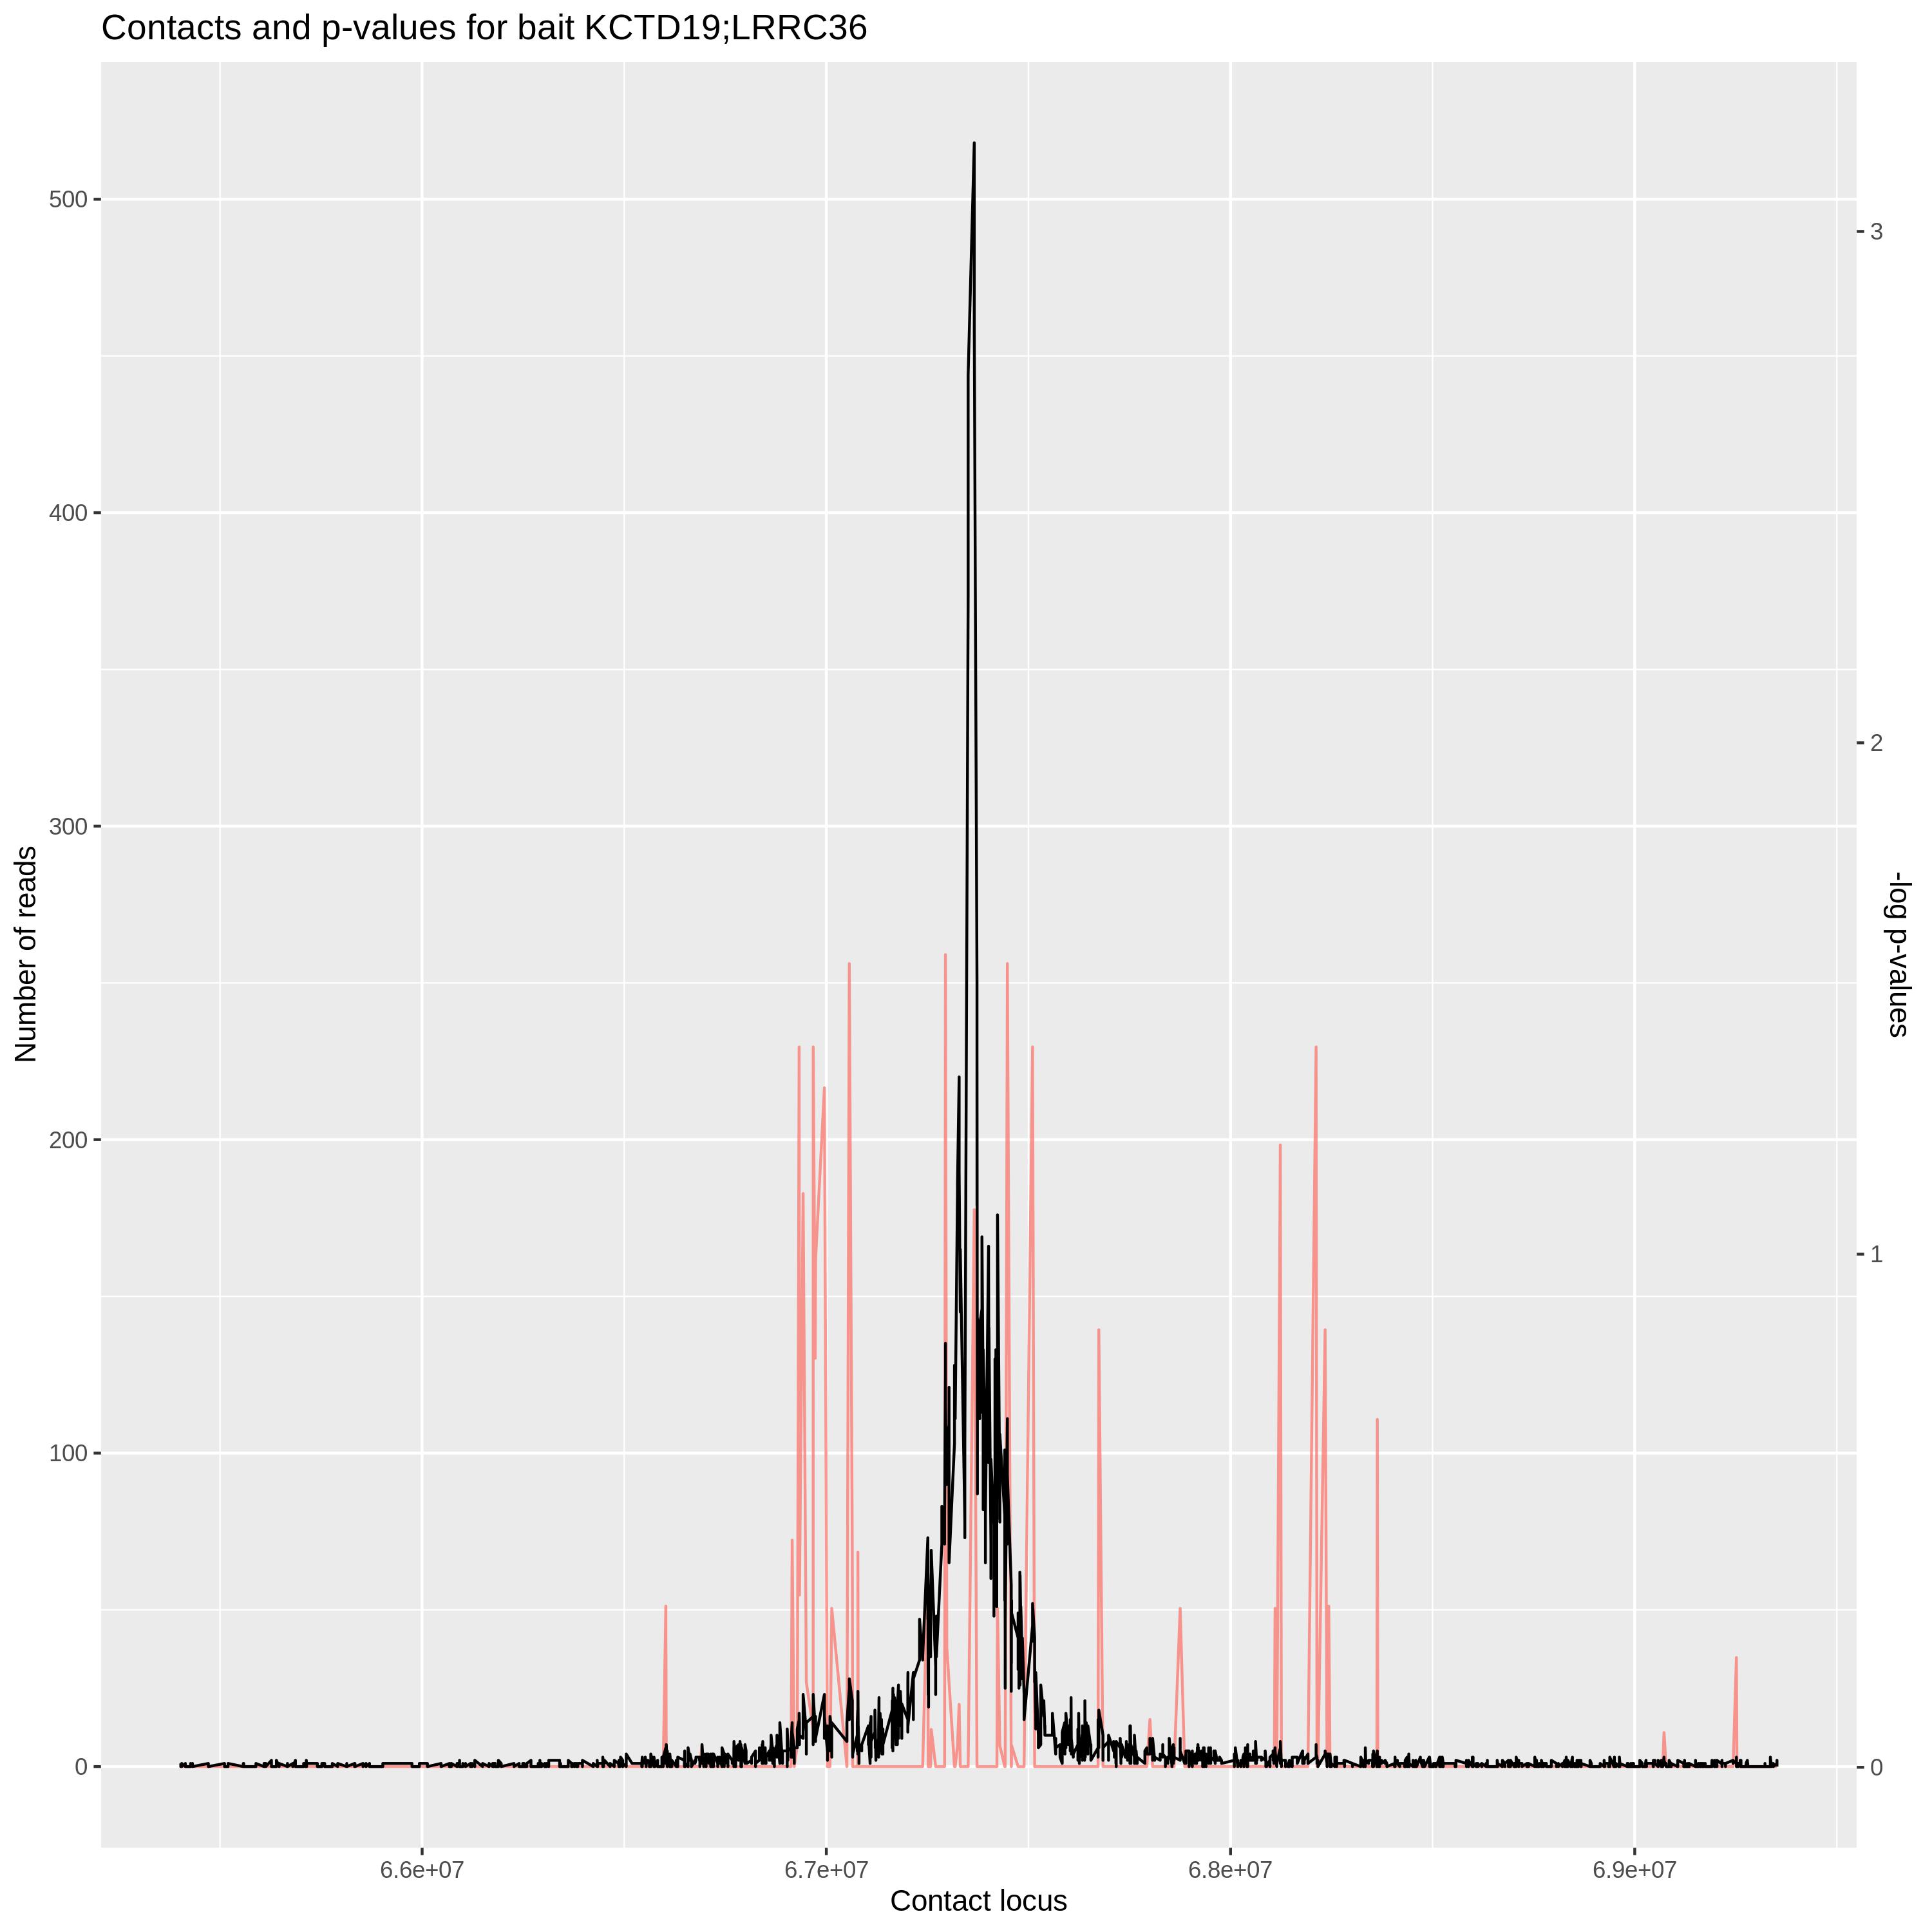 Contacts and p-values for bait KCTD19;LRRC36
500
400
300
200
100
0
Number of reads
3
2
1
0
-log p-values
6.6e+07
6.7e+07
6.8e+07
6.9e+07
Contact locus